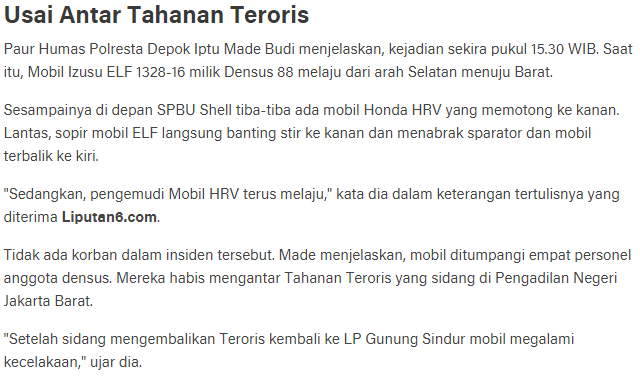 Usai Antar Tahanan Teroris
Paur Humas Polresta Depok Iptu Made Budi menjelaskan, kejadian sekira pukul 15.30 WIB. Saat
itu, Mobil Izusu ELF 1328-16 milik Densus 88 melaju dari arah Selatan menuju Barat.
Sesampainya di depan SPBU Shell tiba-tiba ada mobil Honda HRV yang memotong ke kanan.
Lantas, sopir mobil ELF langsung banting stir ke kanan dan menabrak sparator dan mobil
terbalik ke kiri.
"Sedangkan, pengemudi Mobil HRV terus melaju," kata dia dalam keterangan tertulisnya yang
diterima Liputan6.com.
Tidak ada korban dalam insiden tersebut. Made menjelaskan, mobil ditumpangi empat personel
anggota densus. Mereka habis mengantar Tahanan Teroris yang sidang di Pengadilan Negeri
Jakarta Barat.
"Setelah sidang mengembalikan Teroris kembali ke LP Gunung Sindur mobil megalami
kecelakaan," ujar dia.